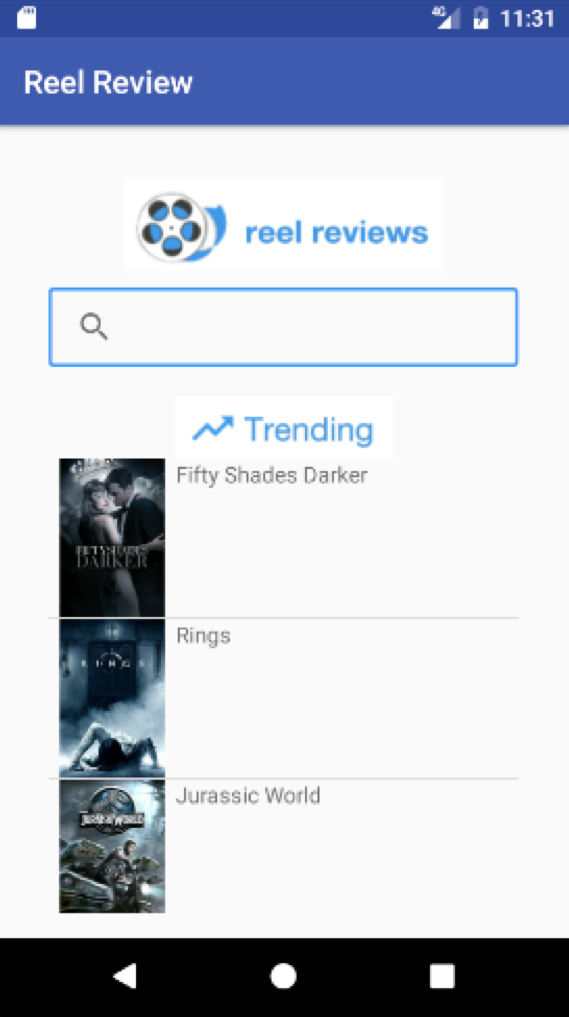 4G 11:31
Reel Review
reel reviews
Trending
Fifty Shades Darker
FIFTY SHADES
DARKER
Rings
RINGS
Jurassic World
JURASSIC WORLD